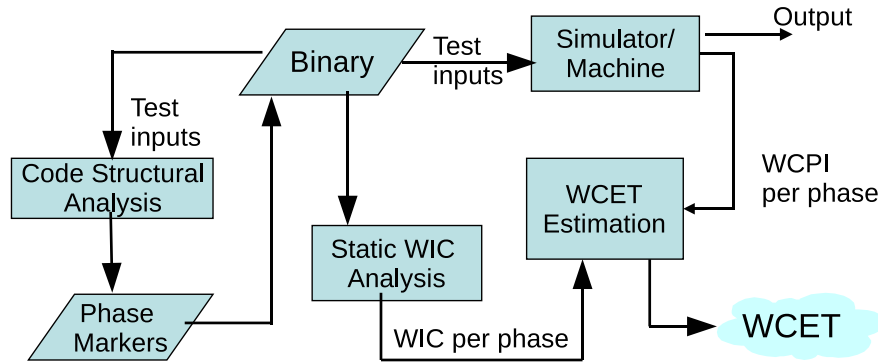 Output
Binary
Test
inputs
Simulator/
Machine
Test
inputs
Code Structural
Analysis
WCET
Estimation
WCPI
per phase
Static WIC
Analysis
Phase
Markers
WIC per phase
WCET